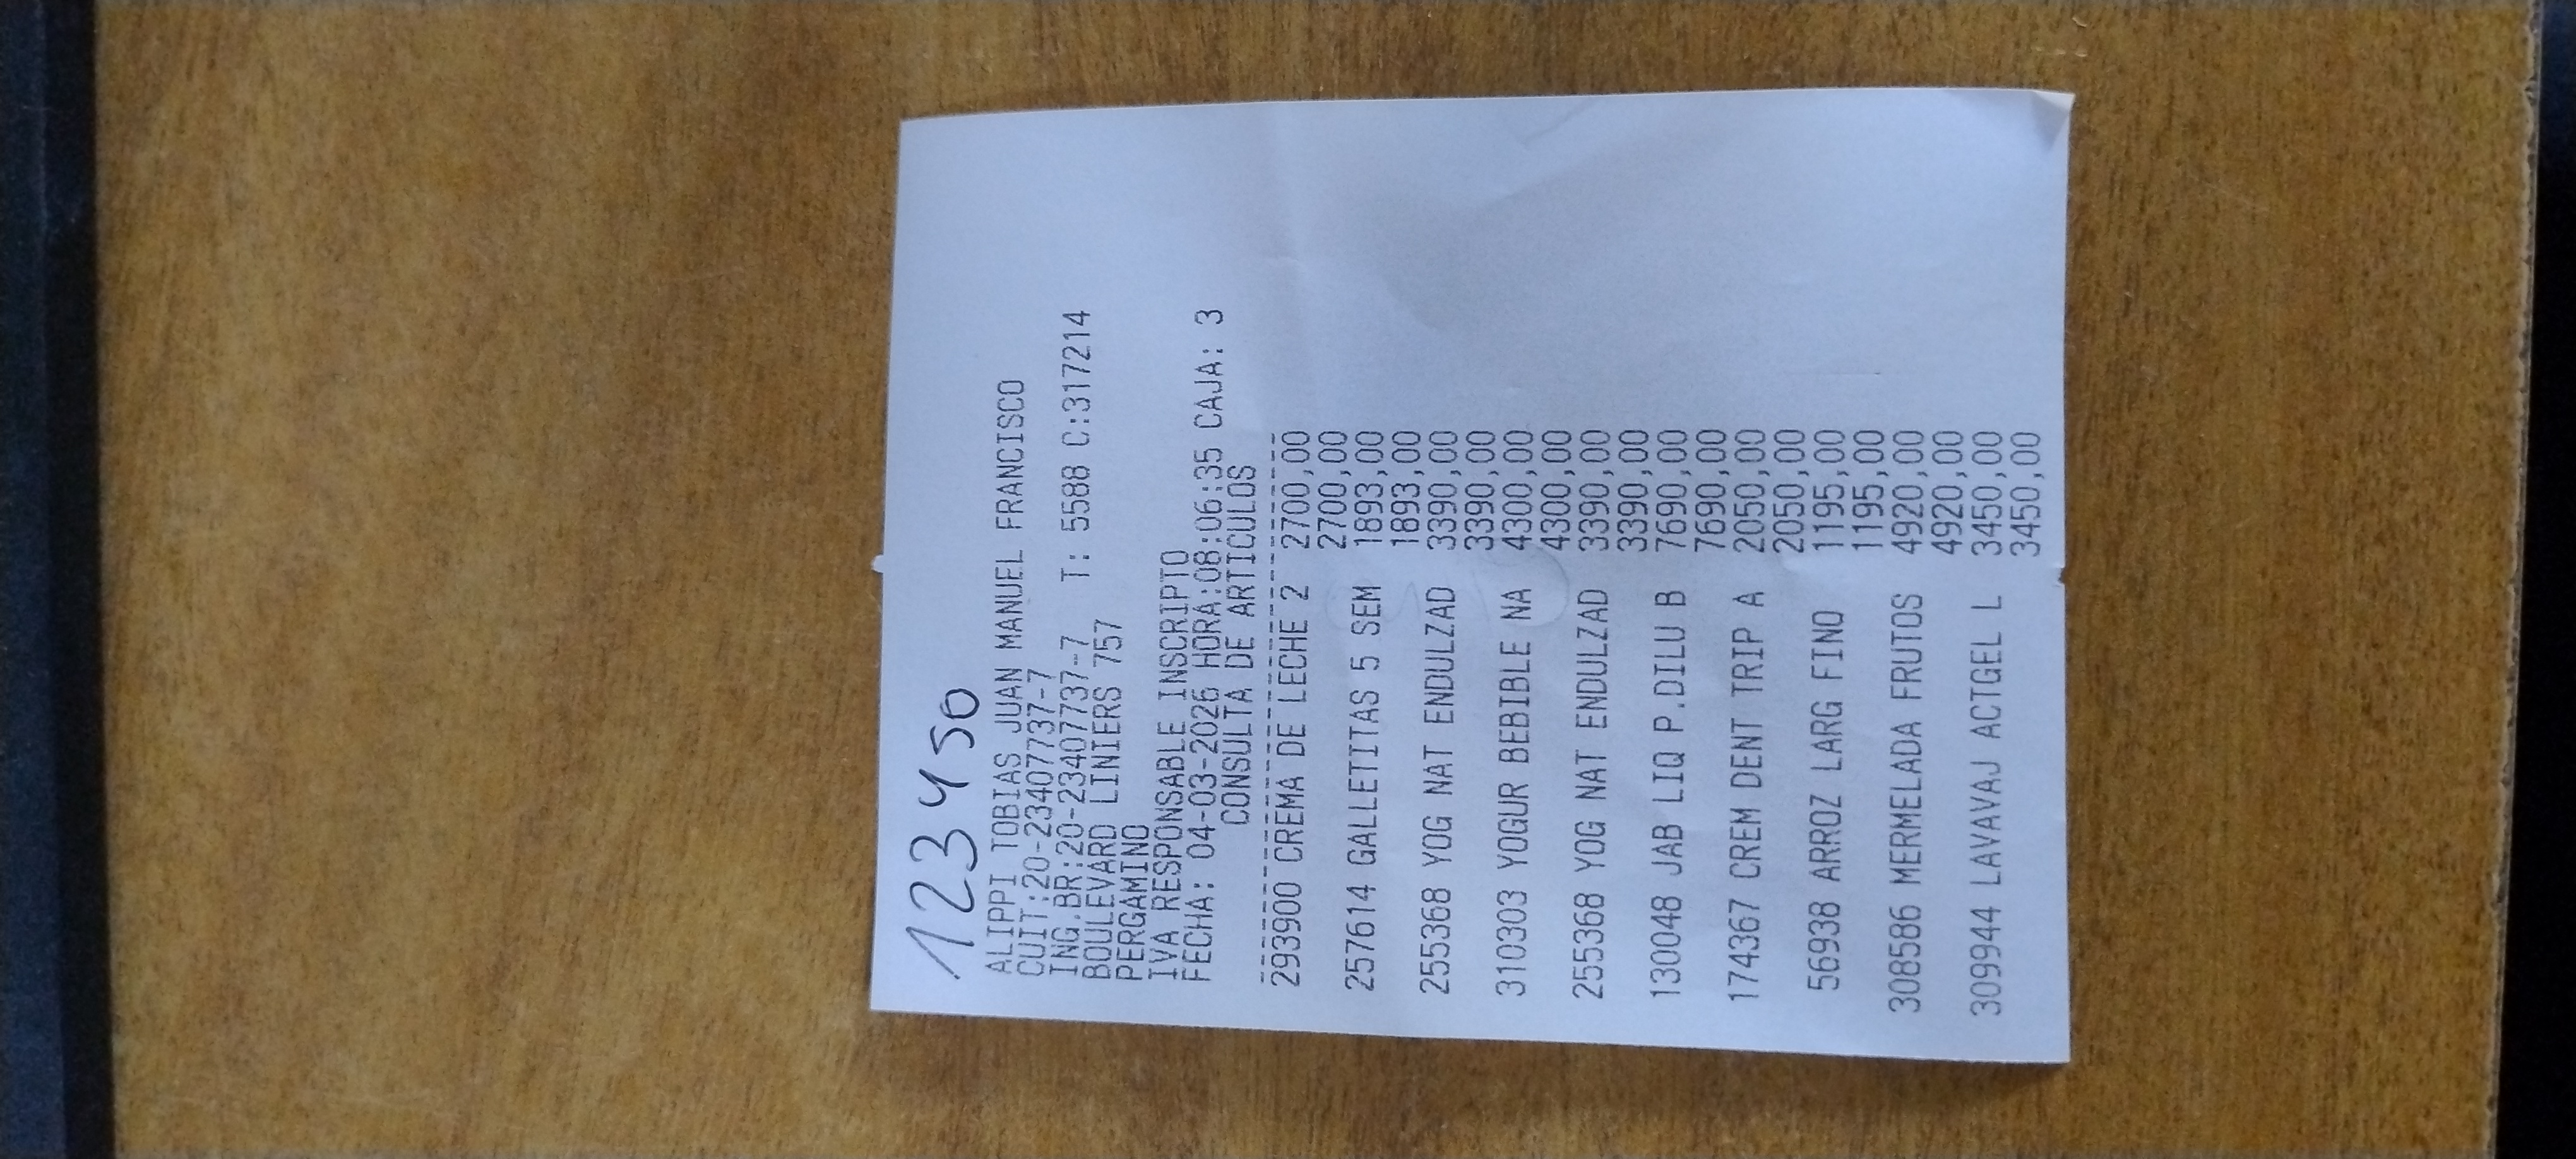 123450
ALIPPI TOBIAS JUAN MANUEL FRANCISCO
CUIT:20-23407737-7
ING.BR:20-23407737-7
BOULEVARD LINIERS 757 T: 5588 C:317214
PERGAMINO
IVA RESPONSABLE INSCRIPTO
FECHA: 04-03-2026 HORA:08:06:35 CAJA: 3
CONSULTA DE ARTICULOS
293900 CREMA DE LECHE 2 2700,00
2700,00
257614 GALLETITAS 5 SEM 1893,00
1893,00
255368 YOG NAT ENDULZAD 3390,00
3390,00
310303 YOGUR BEBIBLE NA 4300,00
4300,00
255368 YOG NAT ENDULZAD 3390,00
3390,00
130048 JAB LIQ P.DILU B 7690,00
7690,00
174367 CREM DENT TRIP A 2050,00
2050,00
56938 ARROZ LARG FINO 1195,00
1195,00
308586 MERMELADA FRUTOS 4920,00
4920,00
309944 LAVAVAJ ACTGEL L 3450,00
3450,00